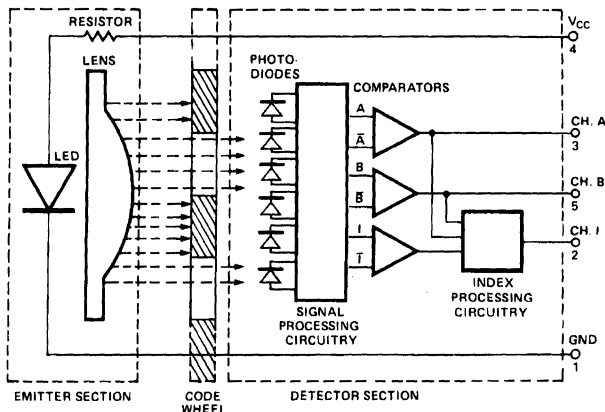 RESISTOR
VCC
4
LENS
PHOTO-
DIODES
COMPARATORS
LED
A
A̅
CH. A
3
B
B̅
CH. B
5
I
I̅
CH. I
2
INDEX
PROCESSING
CIRCUITRY
SIGNAL
PROCESSING
CIRCUITRY
GND
1
EMITTER SECTION
CODE
WHEEL
DETECTOR SECTION